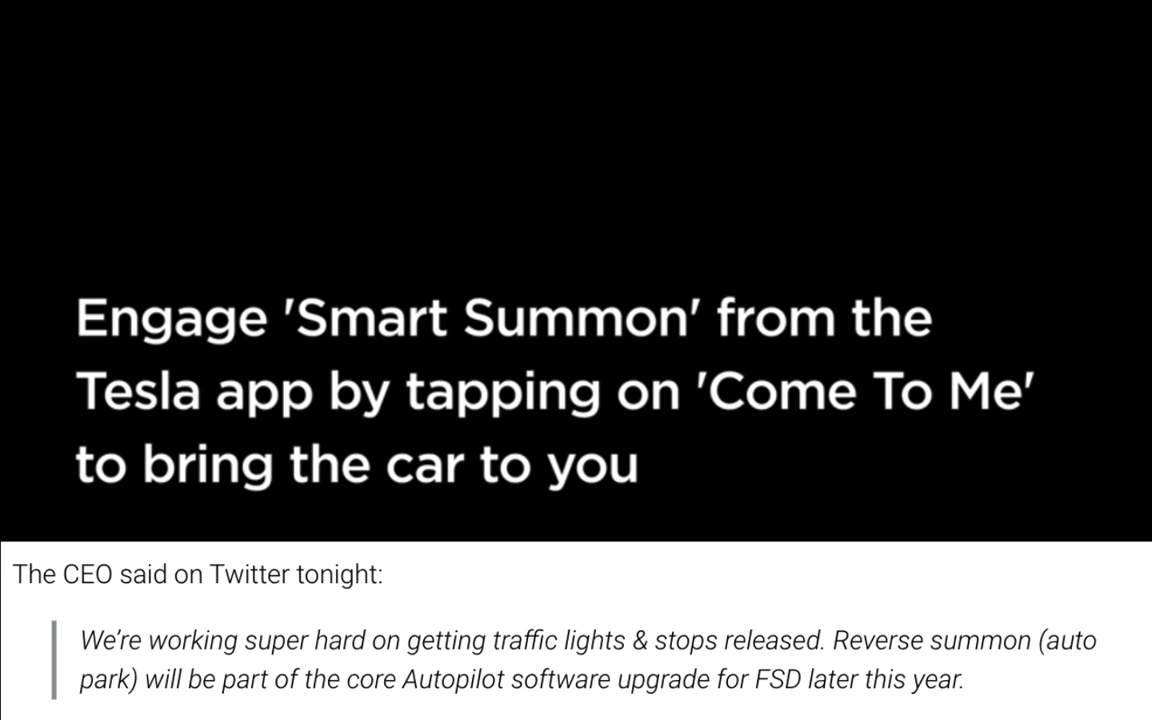 Engage 'Smart Summon' from the
Tesla app by tapping on 'Come To Me'
to bring the car to you
The CEO said on Twitter tonight:
We’re working super hard on getting traffic lights & stops released. Reverse summon (auto
park) will be part of the core Autopilot software upgrade for FSD later this year.